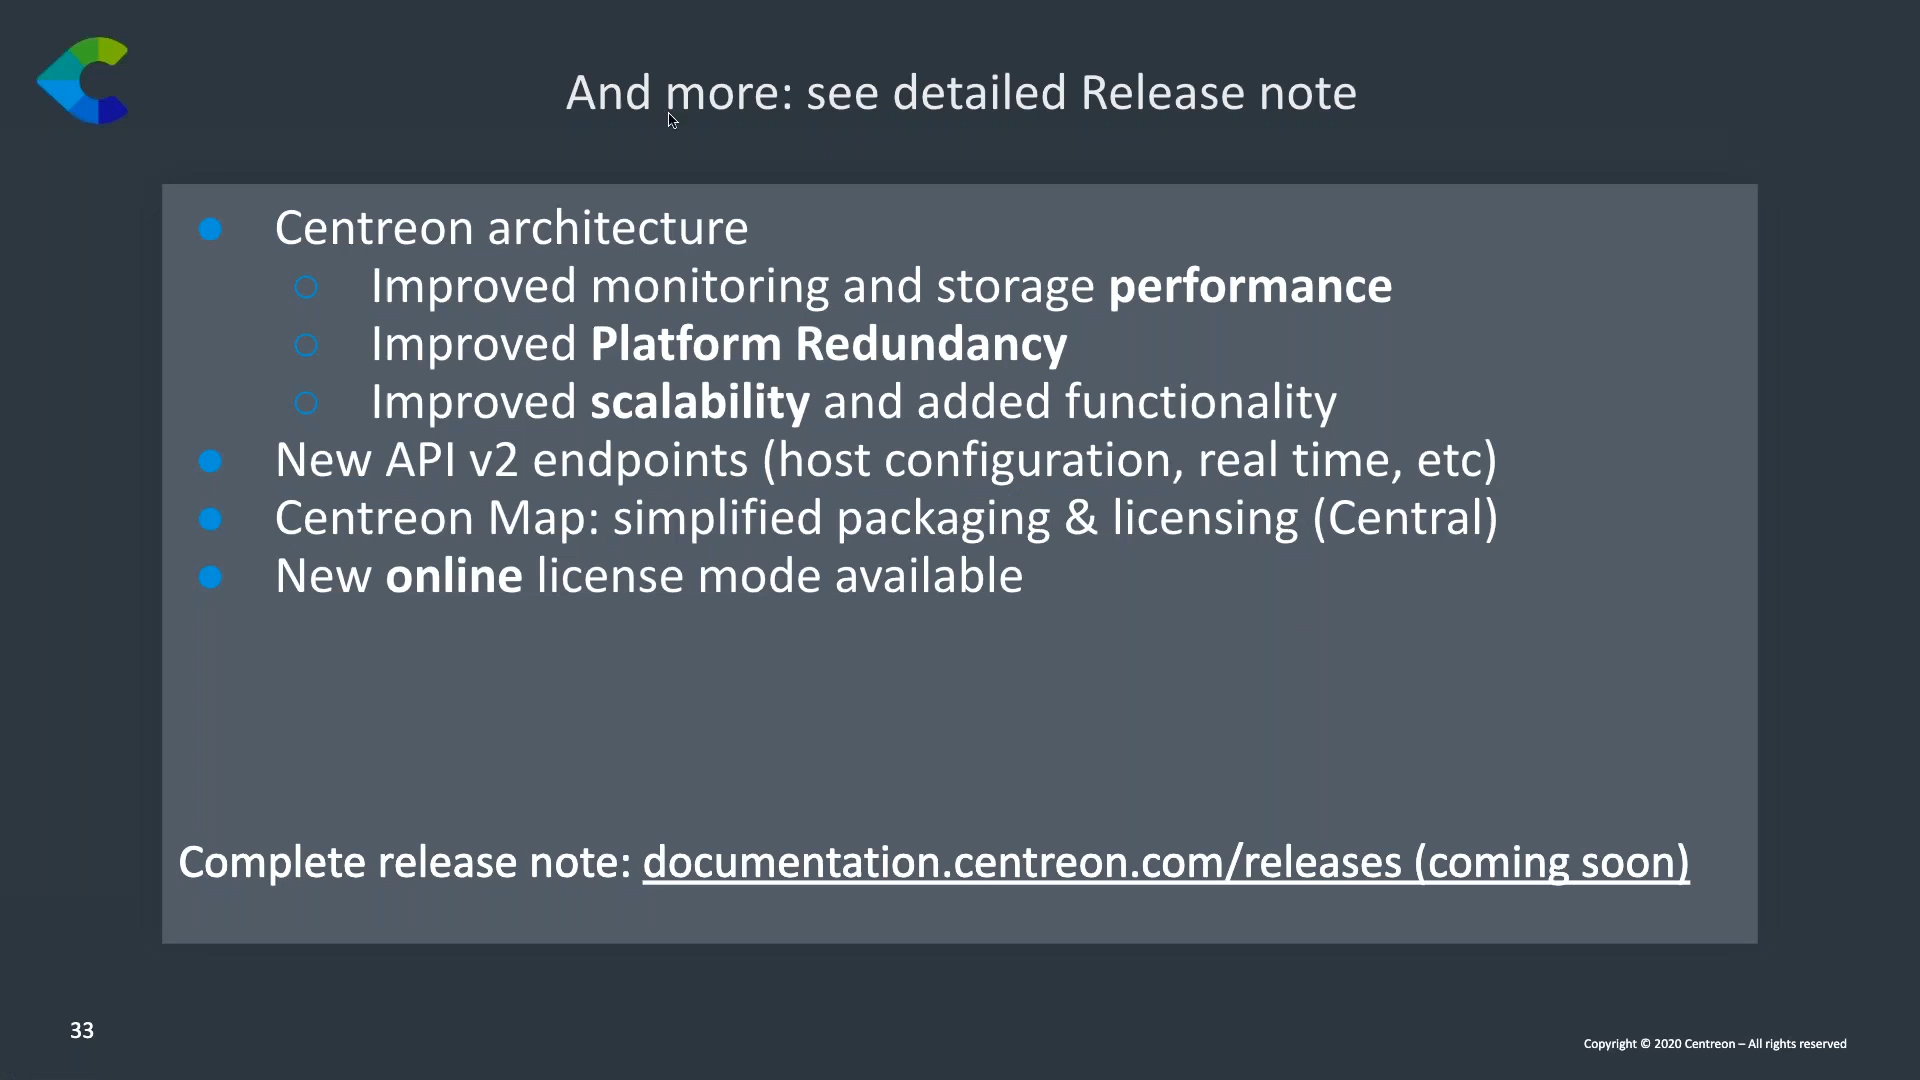 And more: see detailed Release note
● Centreon architecture
○ Improved monitoring and storage performance
○ Improved Platform Redundancy
○ Improved scalability and added functionality
● New API v2 endpoints (host configuration, real time, etc)
● Centreon Map: simplified packaging & licensing (Central)
● New online license mode available
Complete release note: documentation.centreon.com/releases (coming soon)
33
Copyright © 2020 Centreon – All rights reserved